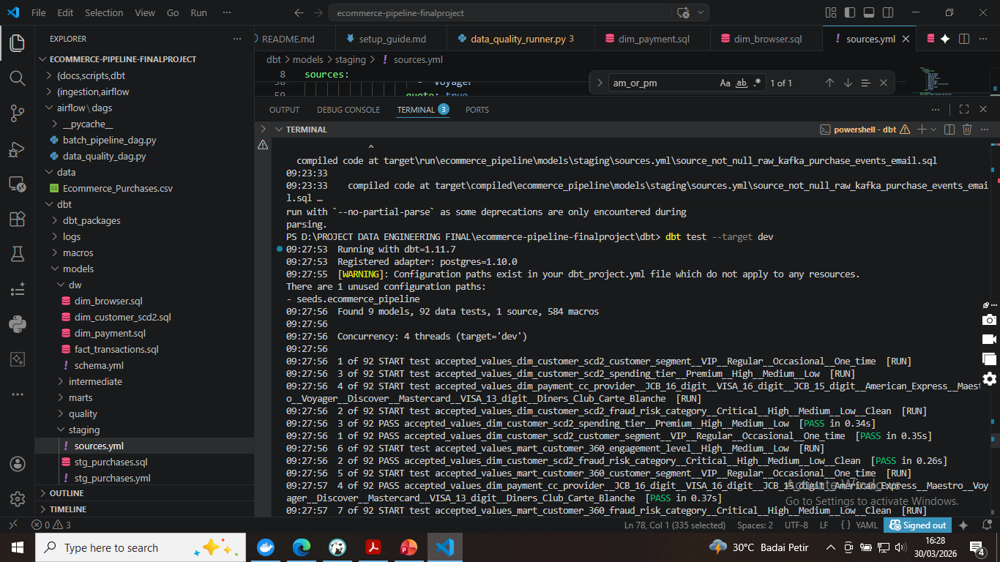 File Edit Selection View Go Run ···
ecommerce-pipeline-finalproject
EXPLORER ···
README.md setup_guide.md data_quality_runner.py 3 dim_payment.sql dim_browser.sql sources.yml
ECOMMERCE-PIPELINE-FINALPROJECT
{docs,scripts,dbt
{ingestion,airflow
airflow \ dags
__pycache__
batch_pipeline_dag.py
data_quality_dag.py
data
Ecommerce_Purchases.csv
dbt
dbt_packages
logs
macros
models
dw
dim_browser.sql
dim_customer_scd2.sql
dim_payment.sql
fact_transactions.sql
schema.yml
intermediate
marts
quality
staging
sources.yml
stg_purchases.sql
stg_purchases.yml
OUTLINE
TIMELINE
dbt > models > staging > ! sources.yml
8 sources:
58 - Voyager
59 quote: true
am_or_pm Aa ab .* 1 of 1
OUTPUT DEBUG CONSOLE TERMINAL 3 PORTS
TERMINAL powershell - dbt
^
compiled code at target\run\ecommerce_pipeline\models\staging\sources.yml\source_not_null_raw_kafka_purchase_events_email.sql
09:23:33
09:23:33 compiled code at target\compiled\ecommerce_pipeline\models\staging\sources.yml\source_not_null_raw_kafka_purchase_events_emai
l.sql …
run with `--no-partial-parse` as some deprecations are only encountered during
parsing.
PS D:\PROJECT DATA ENGINEERING FINAL\ecommerce-pipeline-finalproject\dbt> dbt test --target dev
09:27:53 Running with dbt=1.11.7
09:27:53 Registered adapter: postgres=1.10.0
09:27:55 [WARNING]: Configuration paths exist in your dbt_project.yml file which do not apply to any resources.
There are 1 unused configuration paths:
- seeds.ecommerce_pipeline
09:27:56 Found 9 models, 92 data tests, 1 source, 584 macros
09:27:56
09:27:56 Concurrency: 4 threads (target='dev')
09:27:56
09:27:56 1 of 92 START test accepted_values_dim_customer_scd2_customer_segment__VIP__Regular__Occasional__One_time [RUN]
09:27:56 3 of 92 START test accepted_values_dim_customer_scd2_spending_tier__Premium__High__Medium__Low [RUN]
09:27:56 4 of 92 START test accepted_values_dim_payment_cc_provider__JCB_16_digit__VISA_16_digit__JCB_15_digit__American_Express__Maest
o__Voyager__Discover__Mastercard__VISA_13_digit__Diners_Club_Carte_Blanche [RUN]
09:27:56 2 of 92 START test accepted_values_dim_customer_scd2_fraud_risk_category__Critical__High__Medium__Low__Clean [RUN]
09:27:56 3 of 92 PASS accepted_values_dim_customer_scd2_spending_tier__Premium__High__Medium__Low [PASS in 0.34s]
09:27:56 1 of 92 PASS accepted_values_dim_customer_scd2_customer_segment__VIP__Regular__Occasional__One_time [PASS in 0.35s]
09:27:56 6 of 92 START test accepted_values_mart_customer_360_engagement_level__High__Medium__Low [RUN]
09:27:56 2 of 92 PASS accepted_values_dim_customer_scd2_fraud_risk_category__Critical__High__Medium__Low__Clean [PASS in 0.26s]
09:27:56 5 of 92 START test accepted_values_mart_customer_360_customer_segment__VIP__Regular__Occasional__One_time [RUN]
09:27:57 4 of 92 PASS accepted_values_dim_payment_cc_provider__JCB_16_digit__VISA_16_digit__JCB_15_digit__American_Express__Maestro__Voy
ager__Discover__Mastercard__VISA_13_digit__Diners_Club_Carte_Blanche [PASS in 0.37s]
09:27:57 7 of 92 START test accepted_values_mart_customer_360_fraud_risk_category__Critical__High__Medium__Low__Clean [RUN]
Activate Windows
Go to Settings to activate Windows.
0 3 Ln 78, Col 1 (335 selected) Spaces: 2 UTF-8 LF { } YAML Signed out
Type here to search 30°C Badai Petir 16:28
30/03/2026
4